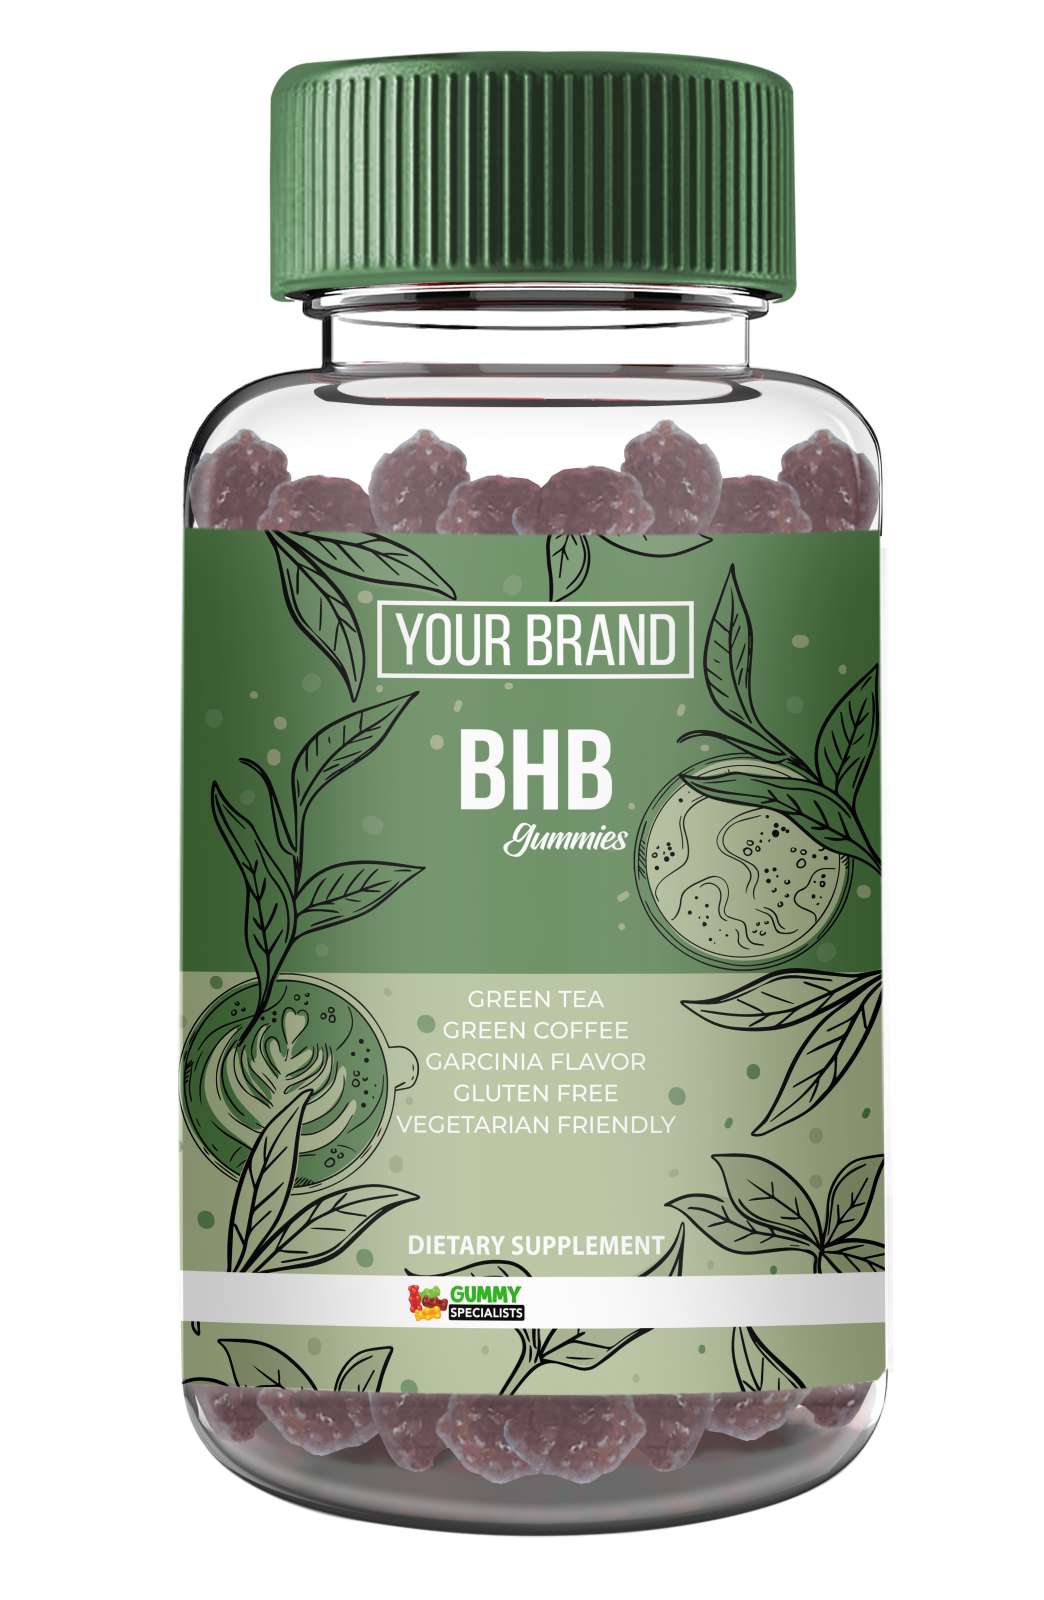 YOUR BRAND
BHB
gummies
GREEN TEA
GREEN COFFEE
GARCINIA FLAVOR
GLUTEN FREE
VEGETARIAN FRIENDLY
DIETARY SUPPLEMENT
GUMMY
SPECIALISTS